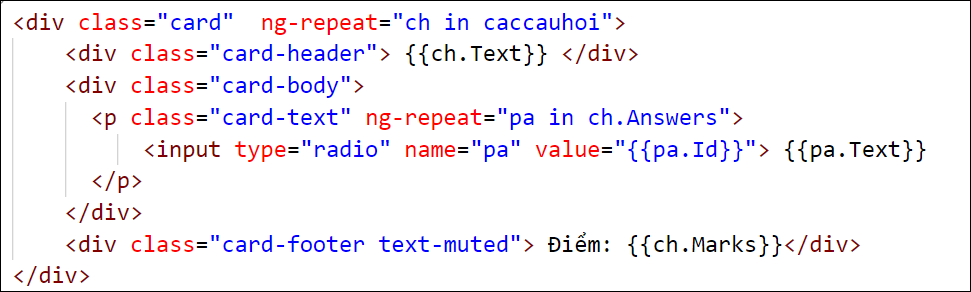 <div class="card"  ng-repeat="ch in caccauhoi">
    <div class="card-header"> {{ch.Text}} </div>
    <div class="card-body">
      <p class="card-text" ng-repeat="pa in ch.Answers">
          <input type="radio" name="pa" value="{{pa.Id}}"> {{pa.Text}}
      </p>
    </div>
    <div class="card-footer text-muted"> Điểm: {{ch.Marks}}</div>
</div>